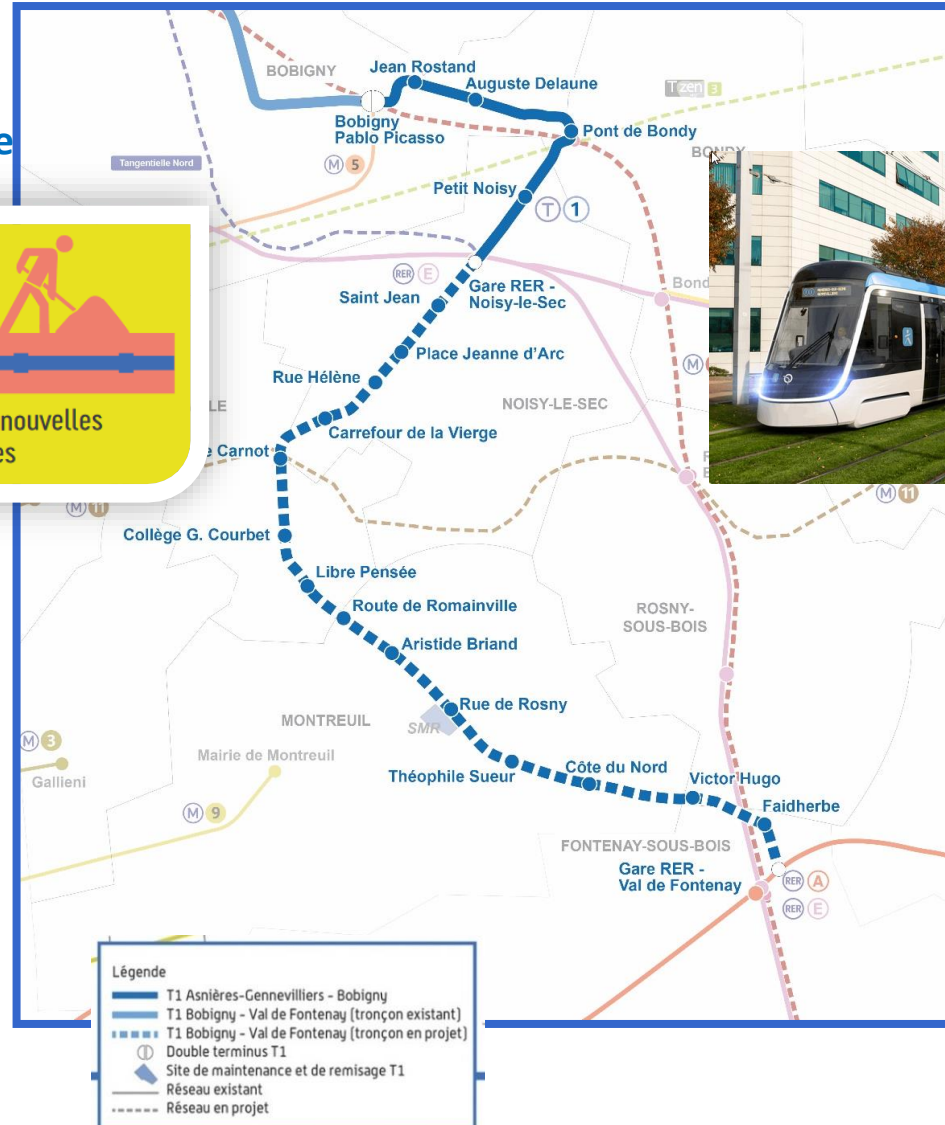 e
BOBIGNY
Jean Rostand
Auguste Delaune
Tzen 3
Bobigny
Pablo Picasso
Pont de Bondy
BONDY
Tangentielle Nord
M 5
Petit Noisy
T 1
RER E
Gare RER -
Noisy-le-Sec
Saint Jean
Bond
Place Jeanne d'Arc
M
Rue Hélène
NOISY-LE-SEC
nouvelles
es
LE
Carrefour de la Vierge
e Carnot
M 11
M 11
Collège G. Courbet
Libre Pensée
Route de Romainville
ROSNY-
SOUS-BOIS
Aristide Briand
Rue de Rosny
MONTREUIL
SMR
M 3
Gallieni
Mairie de Montreuil
Théophile Sueur
Côte du Nord
Victor Hugo
Faidherbe
M 9
FONTENAY-SOUS-BOIS
Gare RER -
Val de Fontenay
RER A
RER E
Légende
T1 Asnières-Gennevilliers - Bobigny
T1 Bobigny - Val de Fontenay (tronçon existant)
T1 Bobigny - Val de Fontenay (tronçon en projet)
Double terminus T1
Site de maintenance et de remisage T1
Réseau existant
Réseau en projet